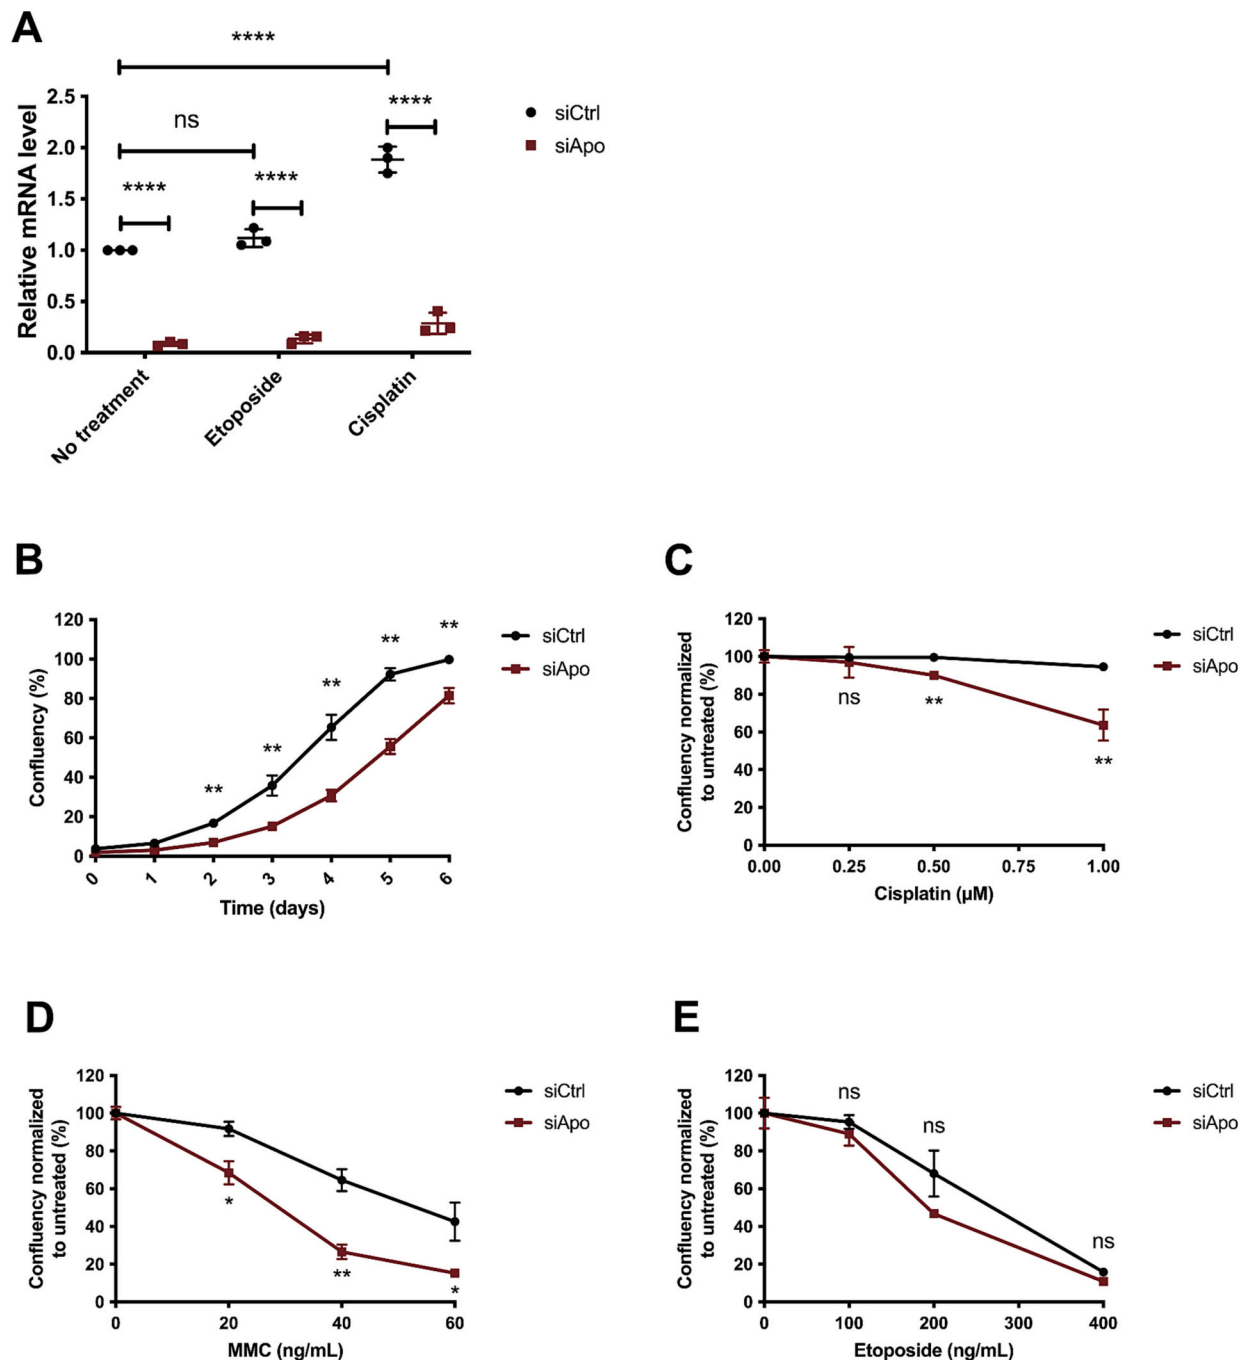 A
****
2.5
siCtrl
****
siApo
2.0
ns
Relative mRNA level
****
1.5
****
1.0
0.5
0.0
No treatment
Etoposide
Cisplatin
B
120
siCtrl
**
**
100
siApo
**
80
Confluency (%)
60
**
40
**
20
0
0 1 2 3 4 5 6
Time (days)
C
120
siCtrl
100
siApo
ns
**
80
Confluency normalized
to untreated (%)
60
**
40
20
0
0.00 0.25 0.50 0.75 1.00
Cisplatin (µM)
D
120
siCtrl
100
siApo
80
Confluency normalized
to untreated (%)
60
*
40
20
**
*
0
0 20 40 60
MMC (ng/mL)
E
120
siCtrl
ns
100
siApo
ns
80
Confluency normalized
to untreated (%)
60
40
ns
20
0
0 100 200 300 400
Etoposide (ng/mL)